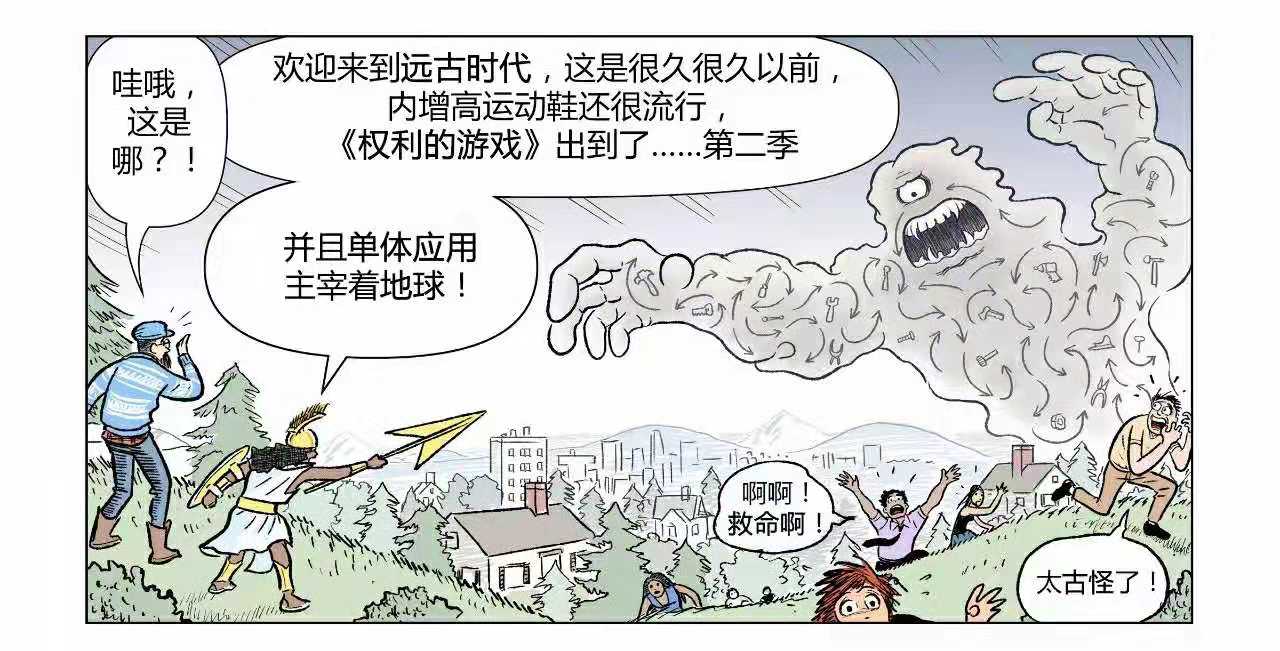 哇哦，
这是
哪？！
欢迎来到远古时代，这是很久很久以前，
内增高运动鞋还很流行，
《权利的游戏》出到了……第二季
并且单体应用
主宰着地球！
啊啊！
救命啊！
太古怪了！